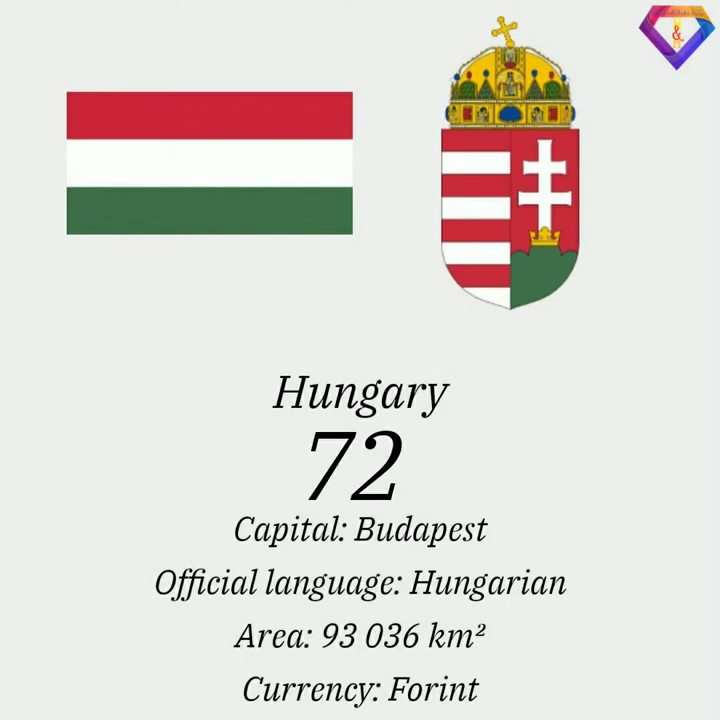 Hungary
72
Capital: Budapest
Official language: Hungarian
Area: 93 036 km²
Currency: Forint